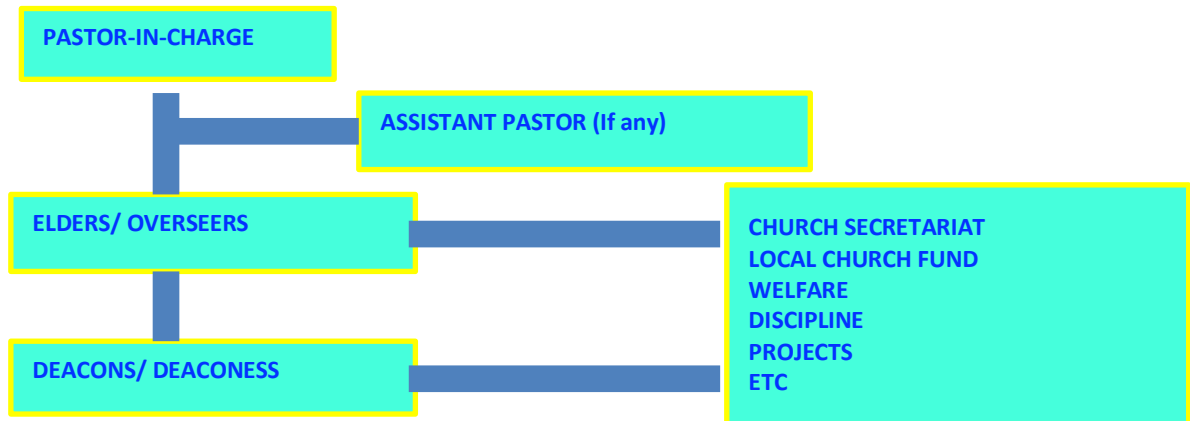 PASTOR-IN-CHARGE
ASSISTANT PASTOR (If any)
ELDERS/ OVERSEERS
CHURCH SECRETARIAT
LOCAL CHURCH FUND
WELFARE
DISCIPLINE
PROJECTS
ETC
DEACONS/ DEACONESS